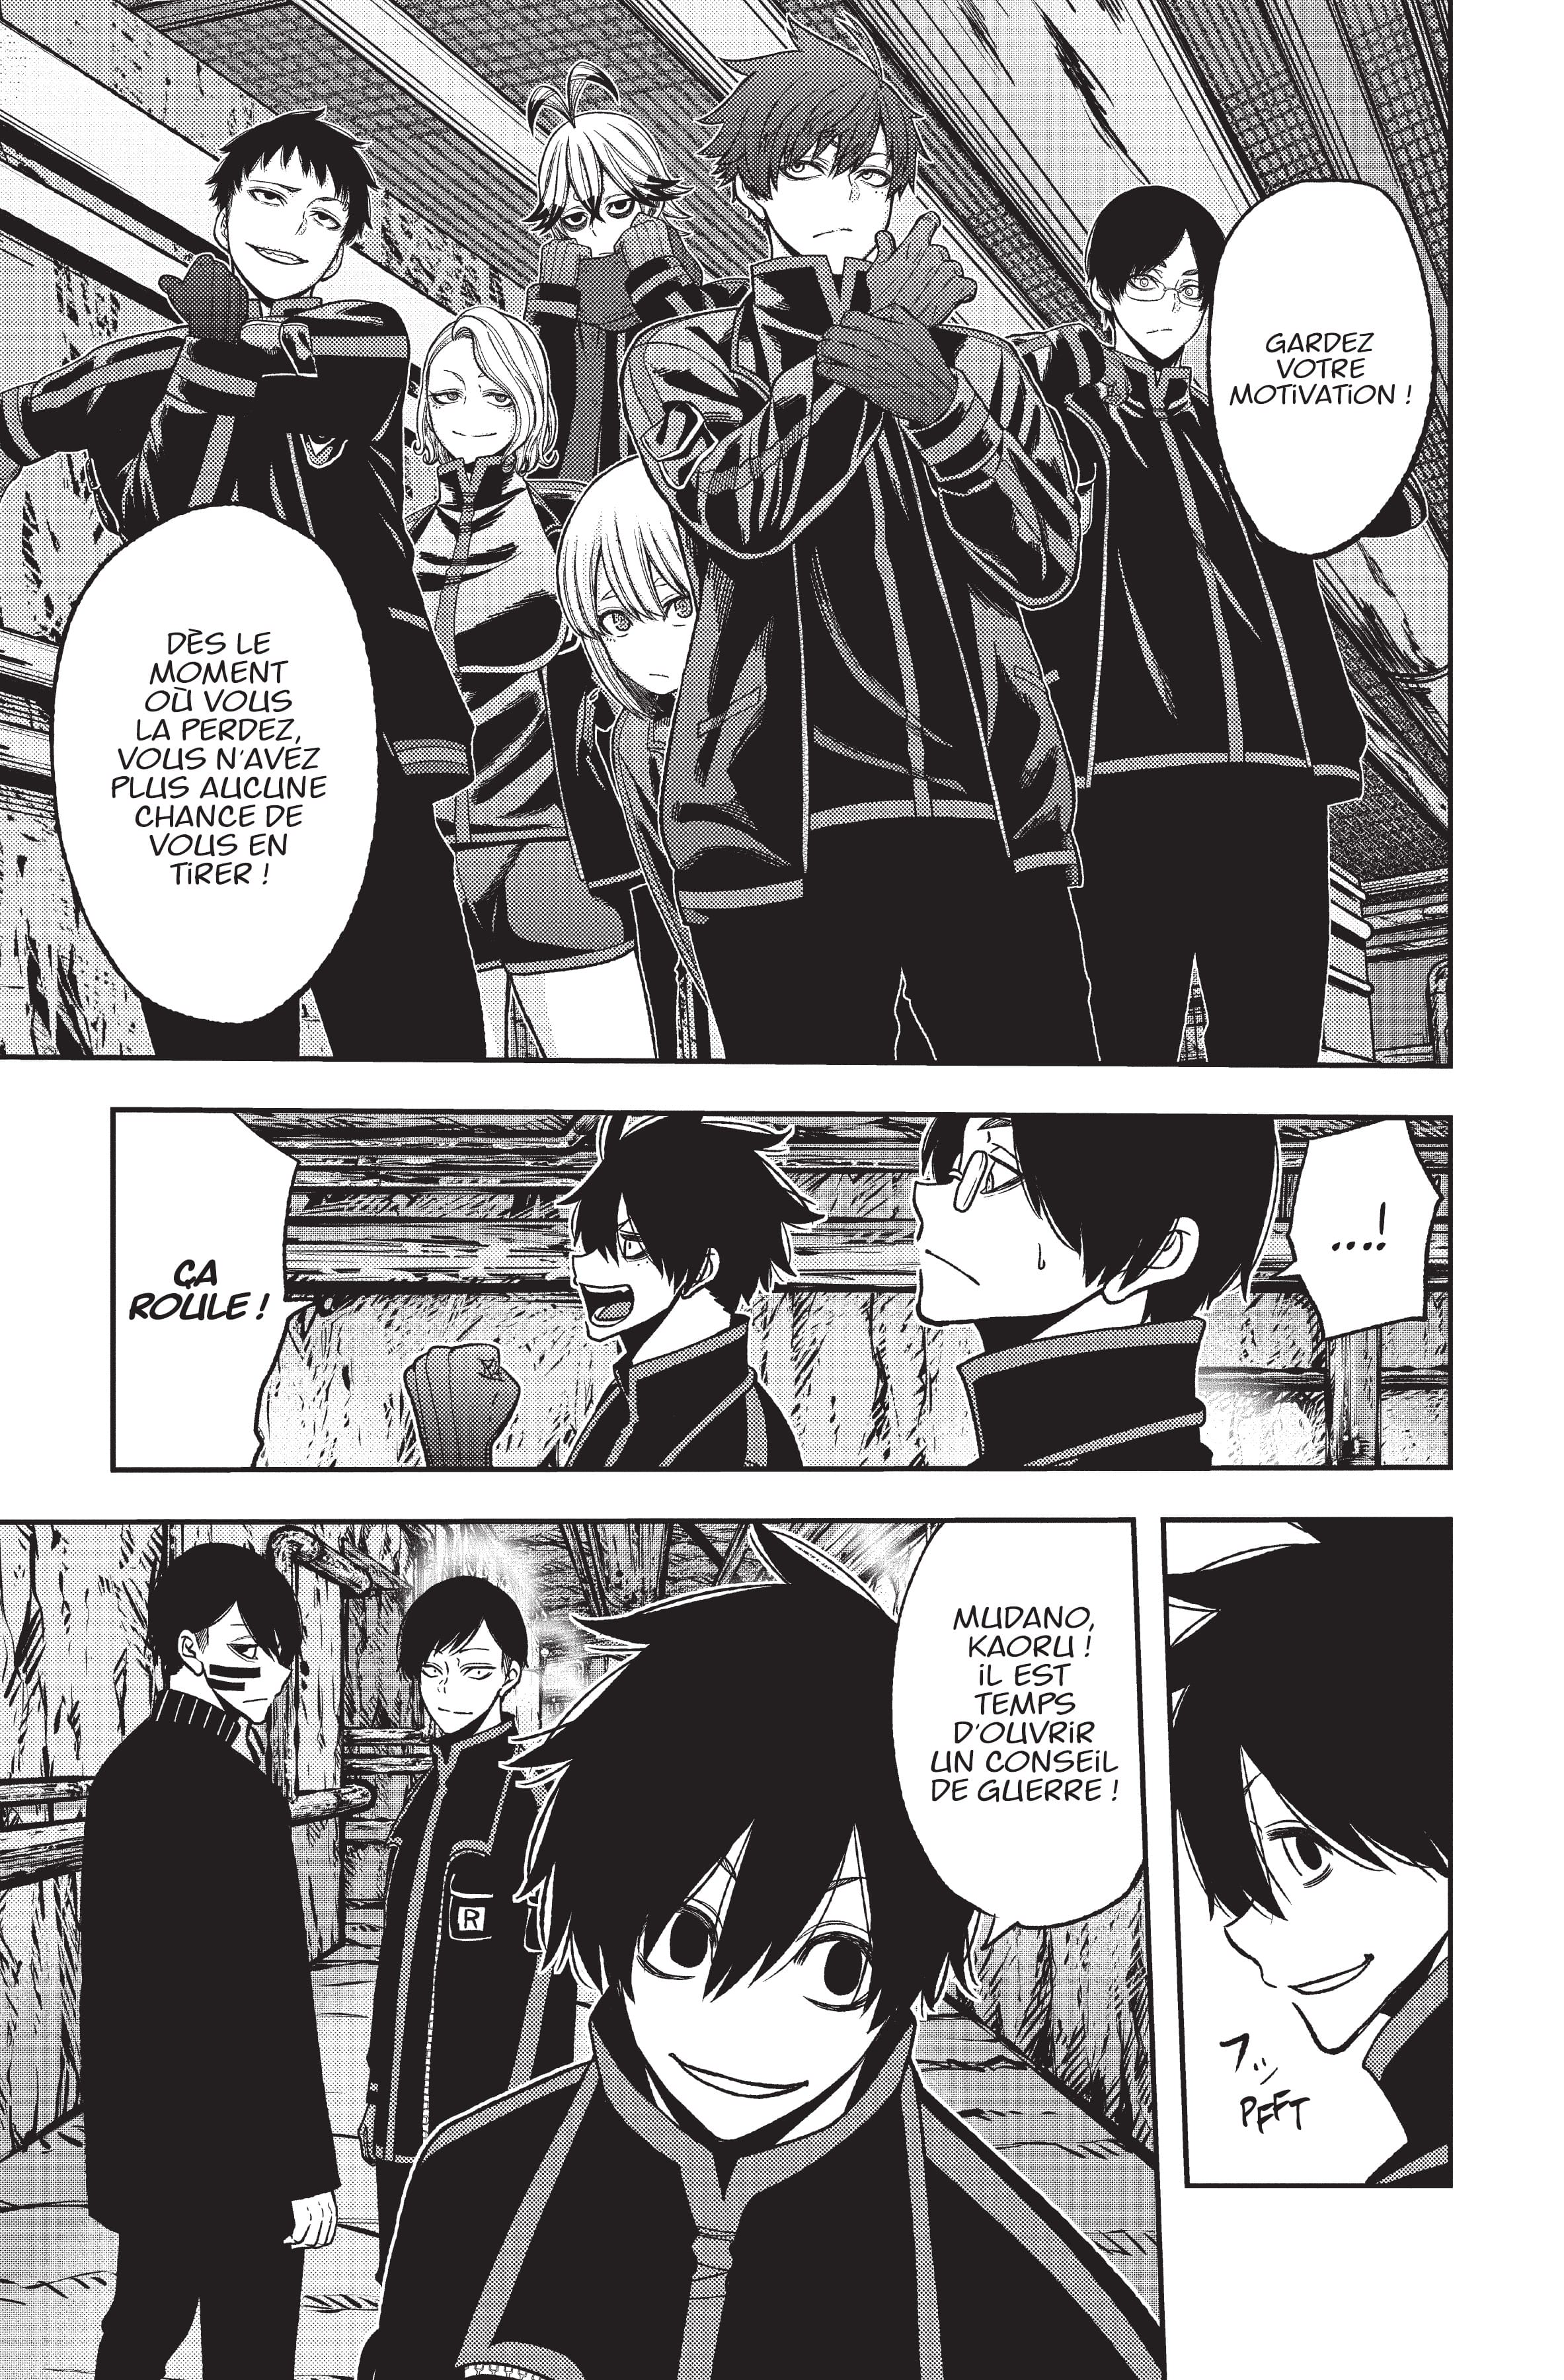 GARDEZ
VOTRE
MOTIVATION !
DÈS LE
MOMENT
OÙ VOUS
LA PERDEZ,
VOUS N'AVEZ
PLUS AUCUNE
CHANCE DE
VOUS EN
TIRER !
...!
ÇA
ROULE !
フッ
PFFT
MUDANO,
KAORU !
IL EST
TEMPS
D'OUVRIR
UN CONSEIL
DE GUERRE !
R